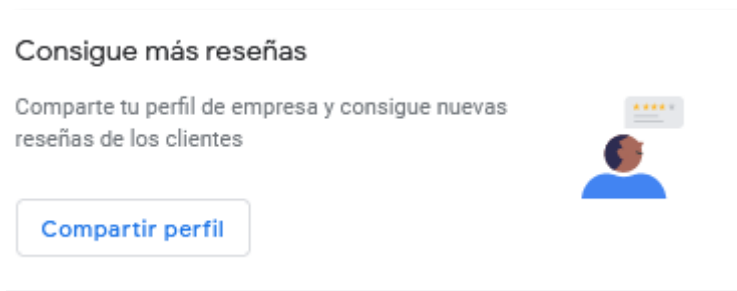 Consigue más reseñas
Comparte tu perfil de empresa y consigue nuevas
reseñas de los clientes
Compartir perfil